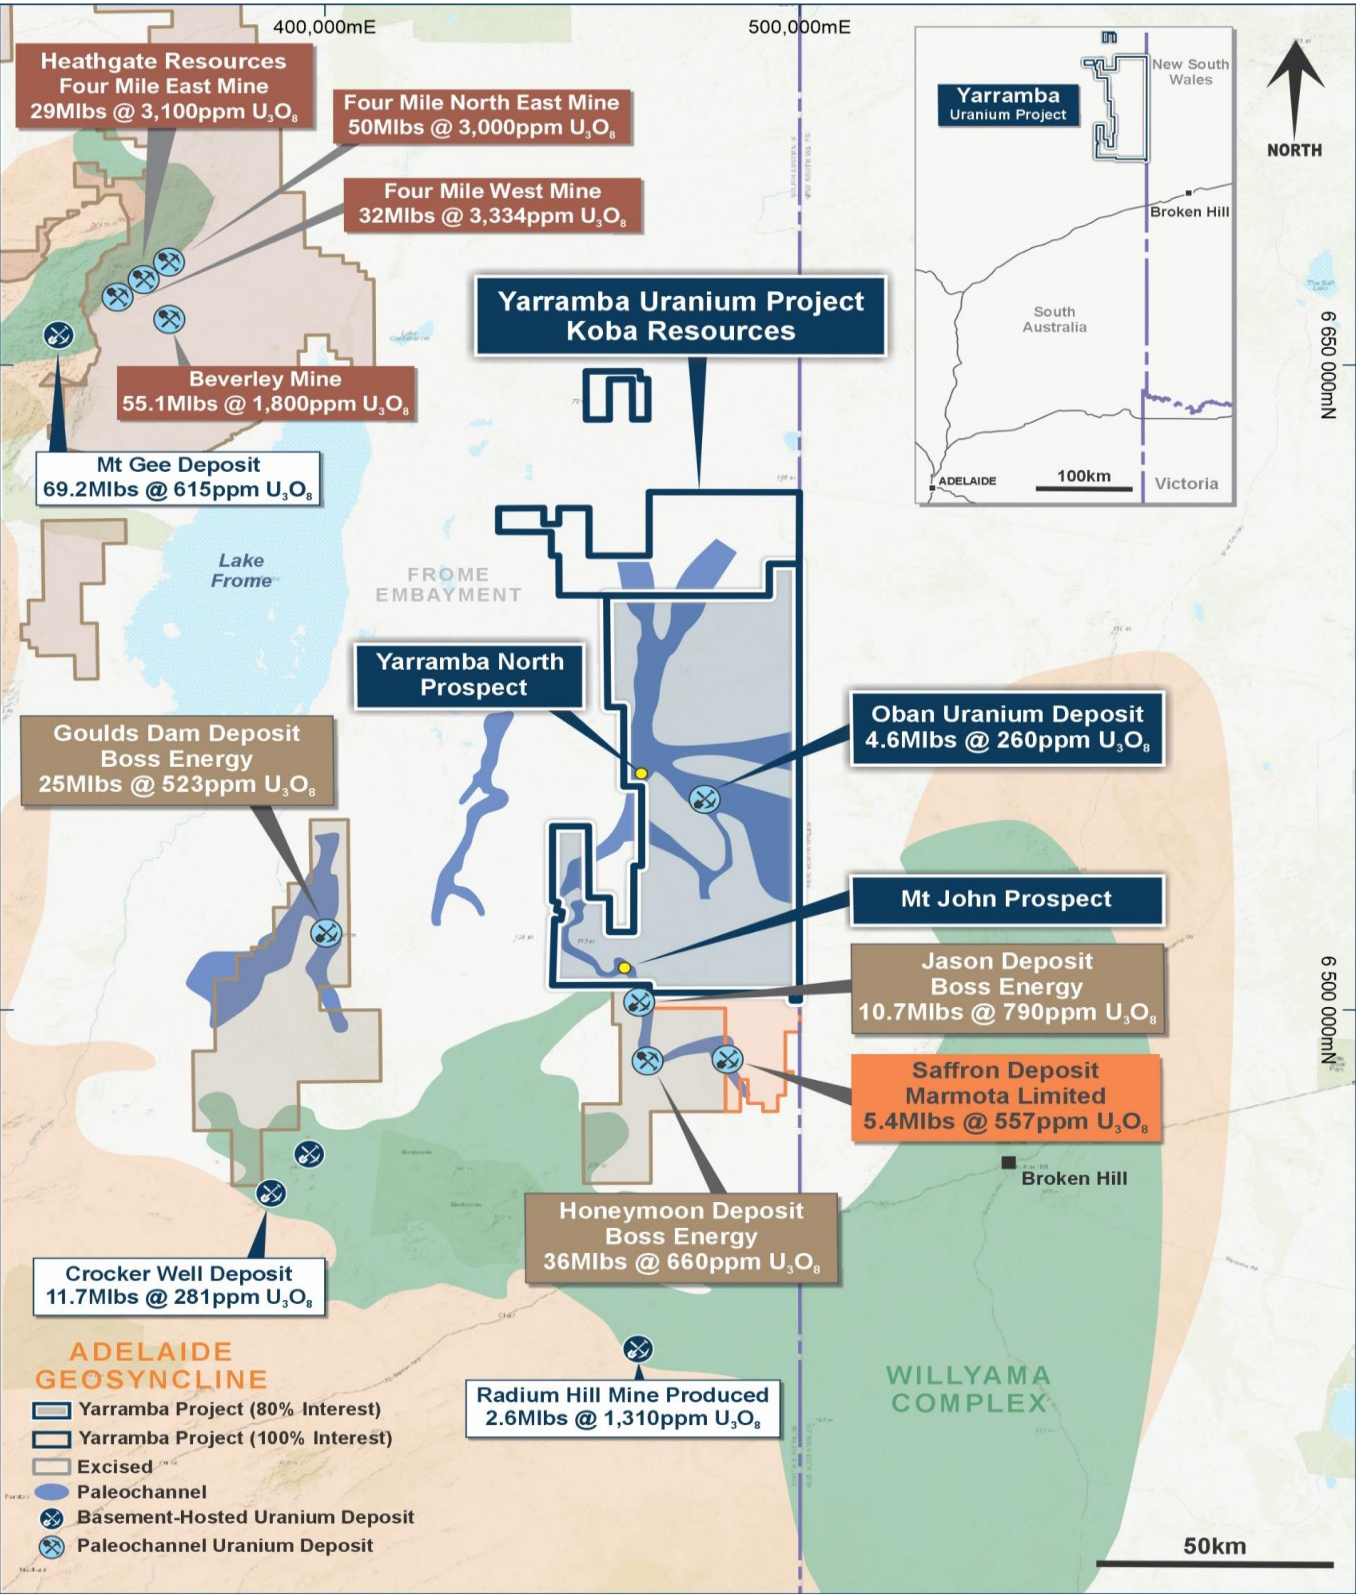 400,000mE
500,000mE
Heathgate Resources
Four Mile East Mine
29Mlbs @ 3,100ppm U₃O₈
Four Mile North East Mine
50Mlbs @ 3,000ppm U₃O₈
Four Mile West Mine
32Mlbs @ 3,334ppm U₃O₈
Beverley Mine
55.1Mlbs @ 1,800ppm U₃O₈
Mt Gee Deposit
69.2Mlbs @ 615ppm U₃O₈
Yarramba Uranium Project
Koba Resources
Yarramba
Uranium Project
New South
Wales
Broken Hill
South
Australia
ADELAIDE
100km
Victoria
NORTH
6 650 000mN
Lake
Frome
FROME
EMBAYMENT
Yarramba North
Prospect
Oban Uranium Deposit
4.6Mlbs @ 260ppm U₃O₈
Goulds Dam Deposit
Boss Energy
25Mlbs @ 523ppm U₃O₈
Mt John Prospect
Jason Deposit
Boss Energy
10.7Mlbs @ 790ppm U₃O₈
6 500 000mN
Saffron Deposit
Marmota Limited
5.4Mlbs @ 557ppm U₃O₈
Broken Hill
Honeymoon Deposit
Boss Energy
36Mlbs @ 660ppm U₃O₈
Crocker Well Deposit
11.7Mlbs @ 281ppm U₃O₈
Radium Hill Mine Produced
2.6Mlbs @ 1,310ppm U₃O₈
WILLYAMA
COMPLEX
ADELAIDE
GEOSYNCLINE
Yarramba Project (80% Interest)
Yarramba Project (100% Interest)
Excised
Paleochannel
Basement-Hosted Uranium Deposit
Paleochannel Uranium Deposit
50km